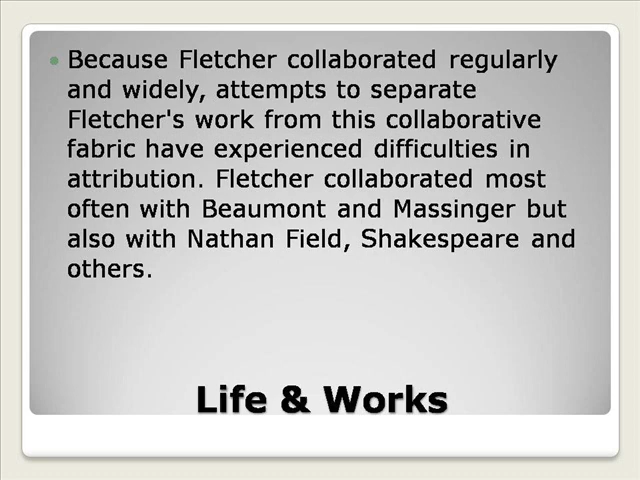 Because Fletcher collaborated regularly
and widely, attempts to separate
Fletcher's work from this collaborative
fabric have experienced difficulties in
attribution. Fletcher collaborated most
often with Beaumont and Massinger but
also with Nathan Field, Shakespeare and
others.
Life & Works